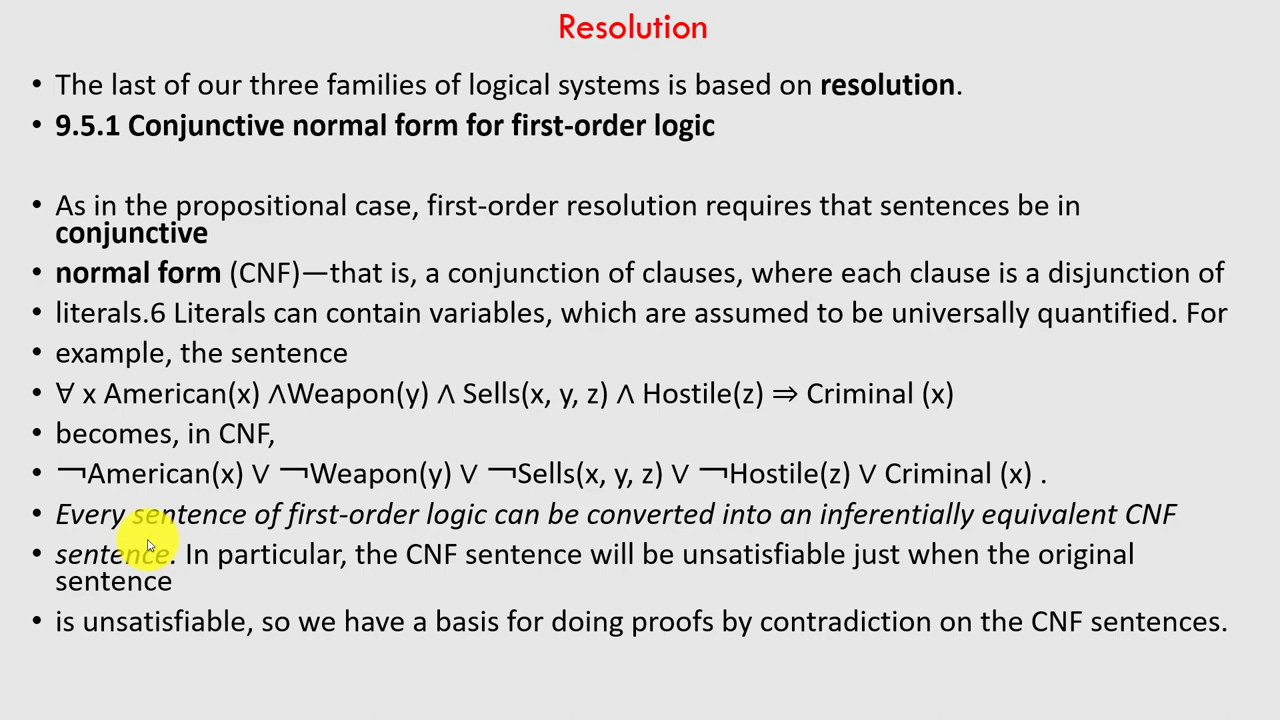 Resolution
• The last of our three families of logical systems is based on resolution.
• 9.5.1 Conjunctive normal form for first-order logic
• As in the propositional case, first-order resolution requires that sentences be in
conjunctive
• normal form (CNF)—that is, a conjunction of clauses, where each clause is a disjunction of
• literals.6 Literals can contain variables, which are assumed to be universally quantified. For
• example, the sentence
• ∀ x American(x) ∧Weapon(y) ∧ Sells(x, y, z) ∧ Hostile(z) ⇒ Criminal (x)
• becomes, in CNF,
• ¬American(x) ∨ ¬Weapon(y) ∨ ¬Sells(x, y, z) ∨ ¬Hostile(z) ∨ Criminal (x) .
• Every sentence of first-order logic can be converted into an inferentially equivalent CNF
• sentence. In particular, the CNF sentence will be unsatisfiable just when the original
sentence
• is unsatisfiable, so we have a basis for doing proofs by contradiction on the CNF sentences.